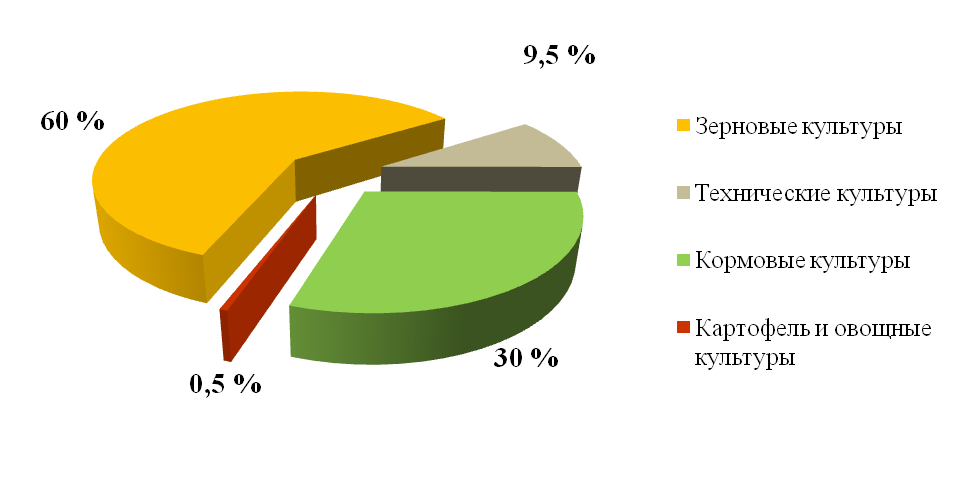 9,5 %
60 %
Зерновые культуры
Технические культуры
Кормовые культуры
Картофель и овощные
культуры
30 %
0,5 %